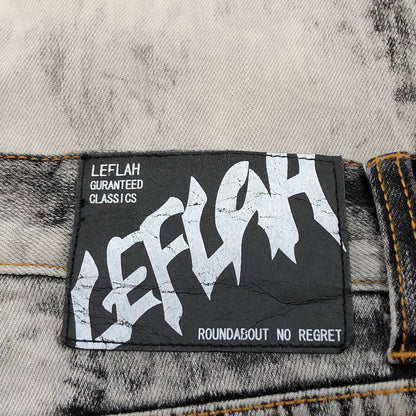 LEFLAH
GURANTEED
CLASSICS
LEFLAH
ROUNDABOUT NO REGRET